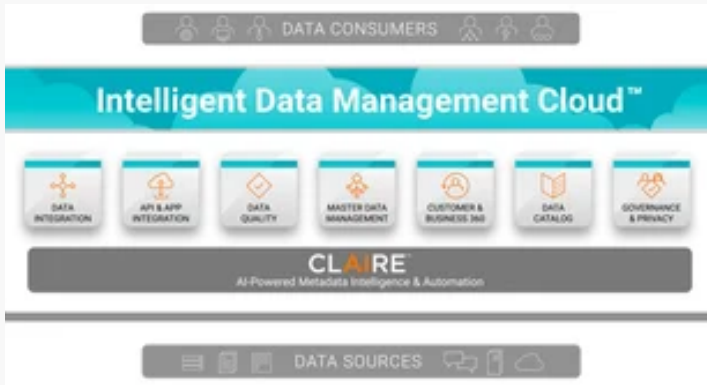 DATA CONSUMERS
Intelligent Data Management Cloud™
DATA
INTEGRATION
API & APP
INTEGRATION
DATA
QUALITY
MASTER DATA
MANAGEMENT
CUSTOMER &
BUSINESS 360
DATA
CATALOG
GOVERNANCE
& PRIVACY
CLAIRE™
AI-Powered Metadata Intelligence & Automation
DATA SOURCES